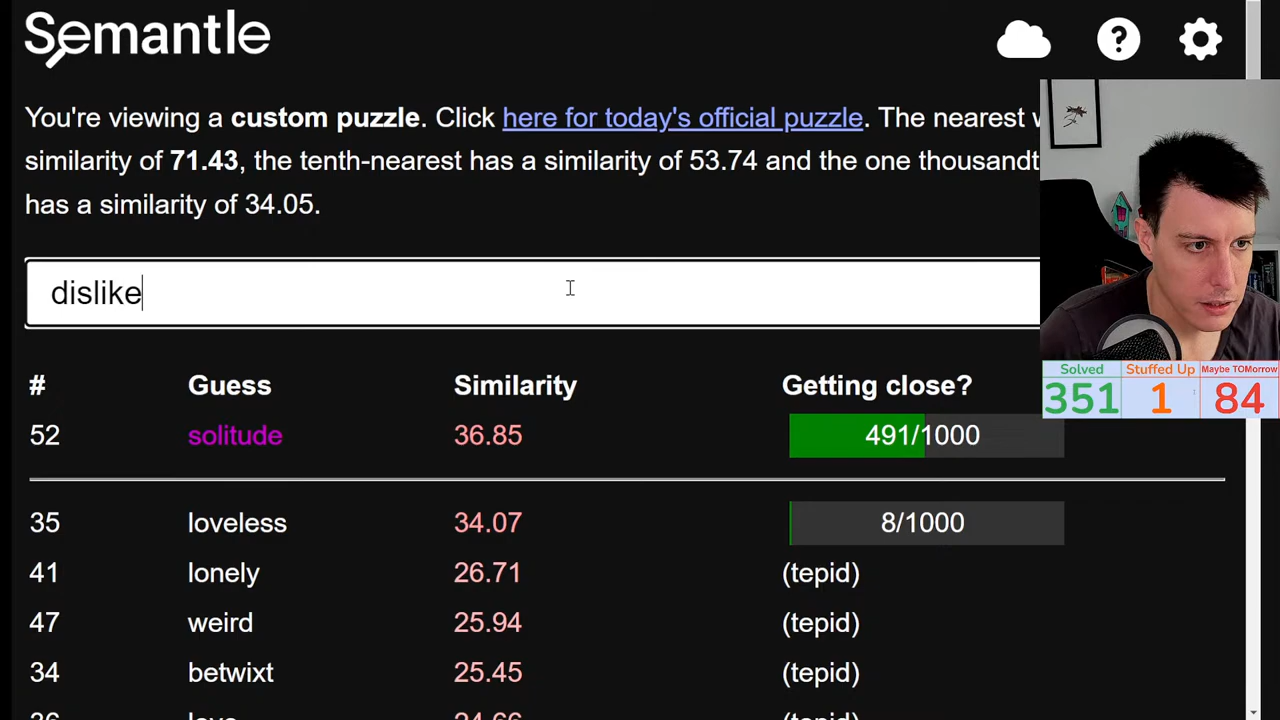 Semantle
You're viewing a custom puzzle. Click here for today's official puzzle. The nearest
similarity of 71.43, the tenth-nearest has a similarity of 53.74 and the one thousandt
has a similarity of 34.05.
dislike
# Guess Similarity Getting close?
52 solitude 36.85 491/1000
35 loveless 34.07 8/1000
41 lonely 26.71 (tepid)
47 weird 25.94 (tepid)
34 betwixt 25.45 (tepid)
Solved Stuffed Up Maybe TOMorrow
351 1 84